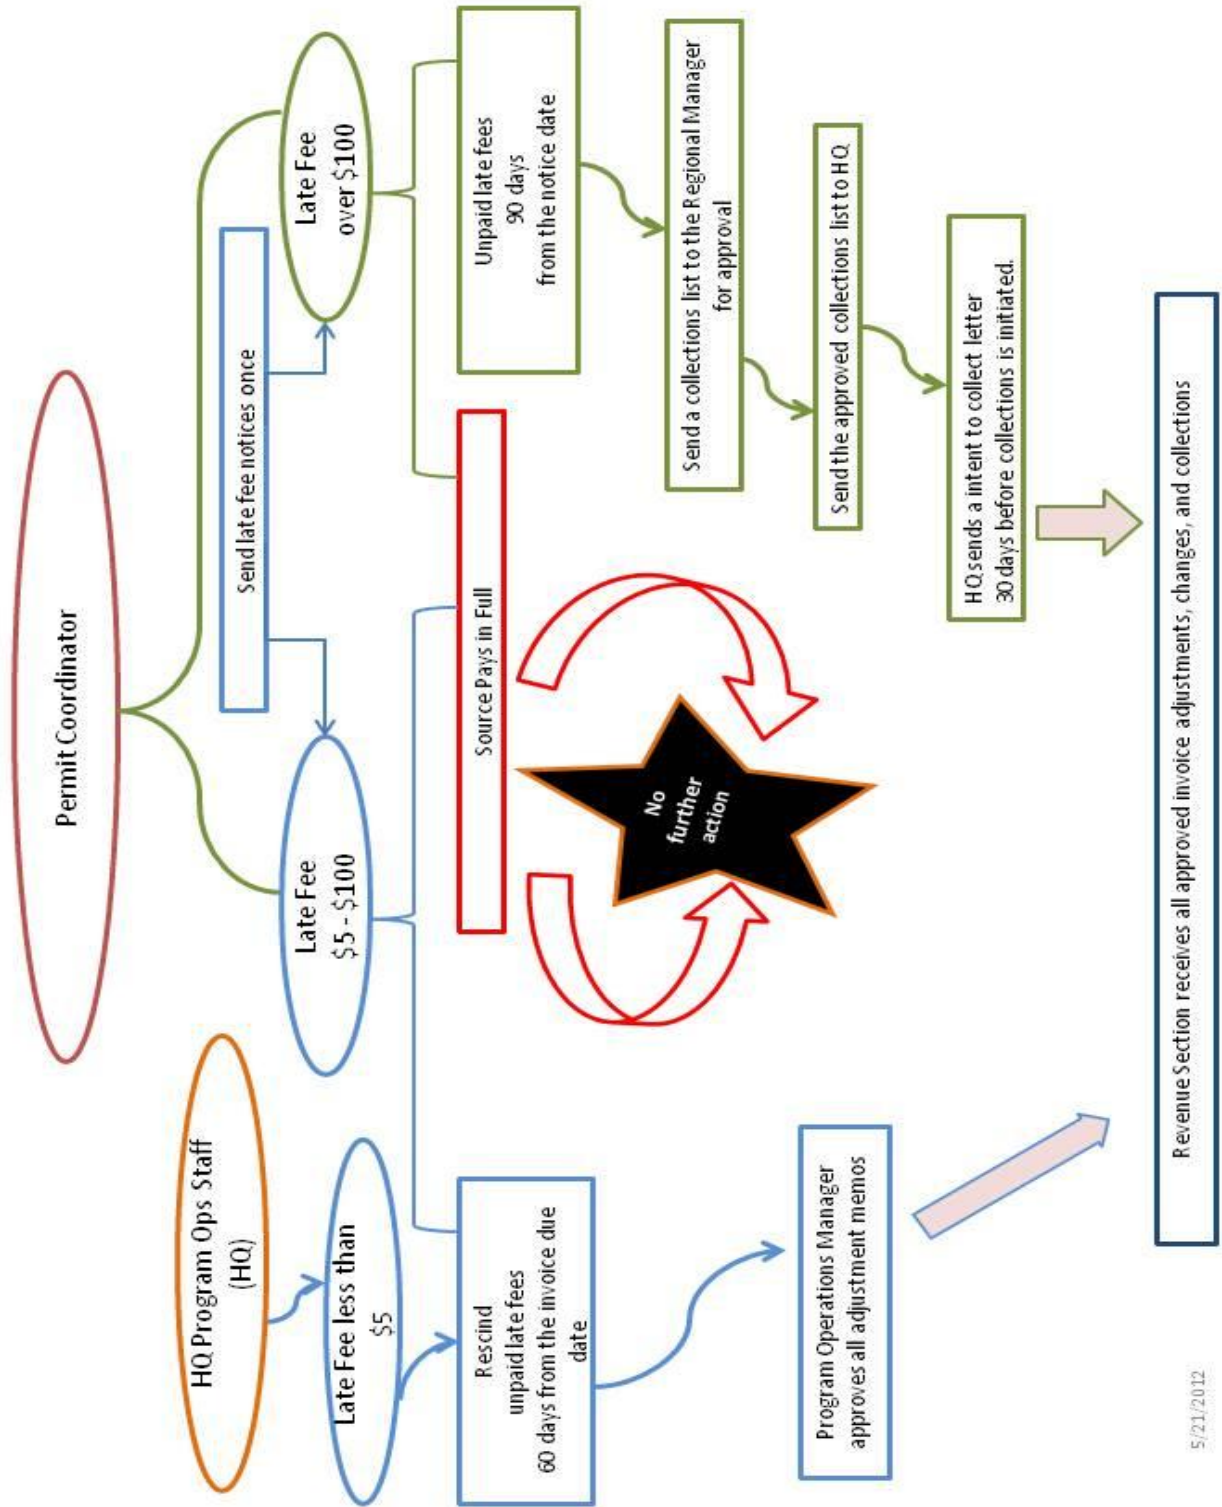 Permit Coordinator
HQ Program Ops Staff
(HQ)
Send late fee notices once
Late Fee less than
$5
Late Fee
$5 - $100
Late Fee
over $100
Rescind
unpaid late fees
60 days from the invoice due
date
Source Pays in Full
Unpaid late fees
90 days
from the notice date
No
further
action
Send a collections list to the Regional Manager
for approval
Program Operations Manager
approves all adjustment memos
Send the approved collections list to HQ
HQ sends a intent to collect letter
30 days before collections is initiated.
Revenue Section receives all approved invoice adjustments, changes, and collections
5/21/2012